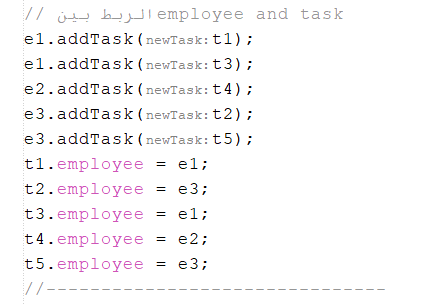 // الربط بين employee and task
e1.addTask(newTask:t1);
e1.addTask(newTask:t3);
e2.addTask(newTask:t4);
e3.addTask(newTask:t2);
e3.addTask(newTask:t5);
t1.employee = e1;
t2.employee = e3;
t3.employee = e1;
t4.employee = e2;
t5.employee = e3;
//-------------------------------